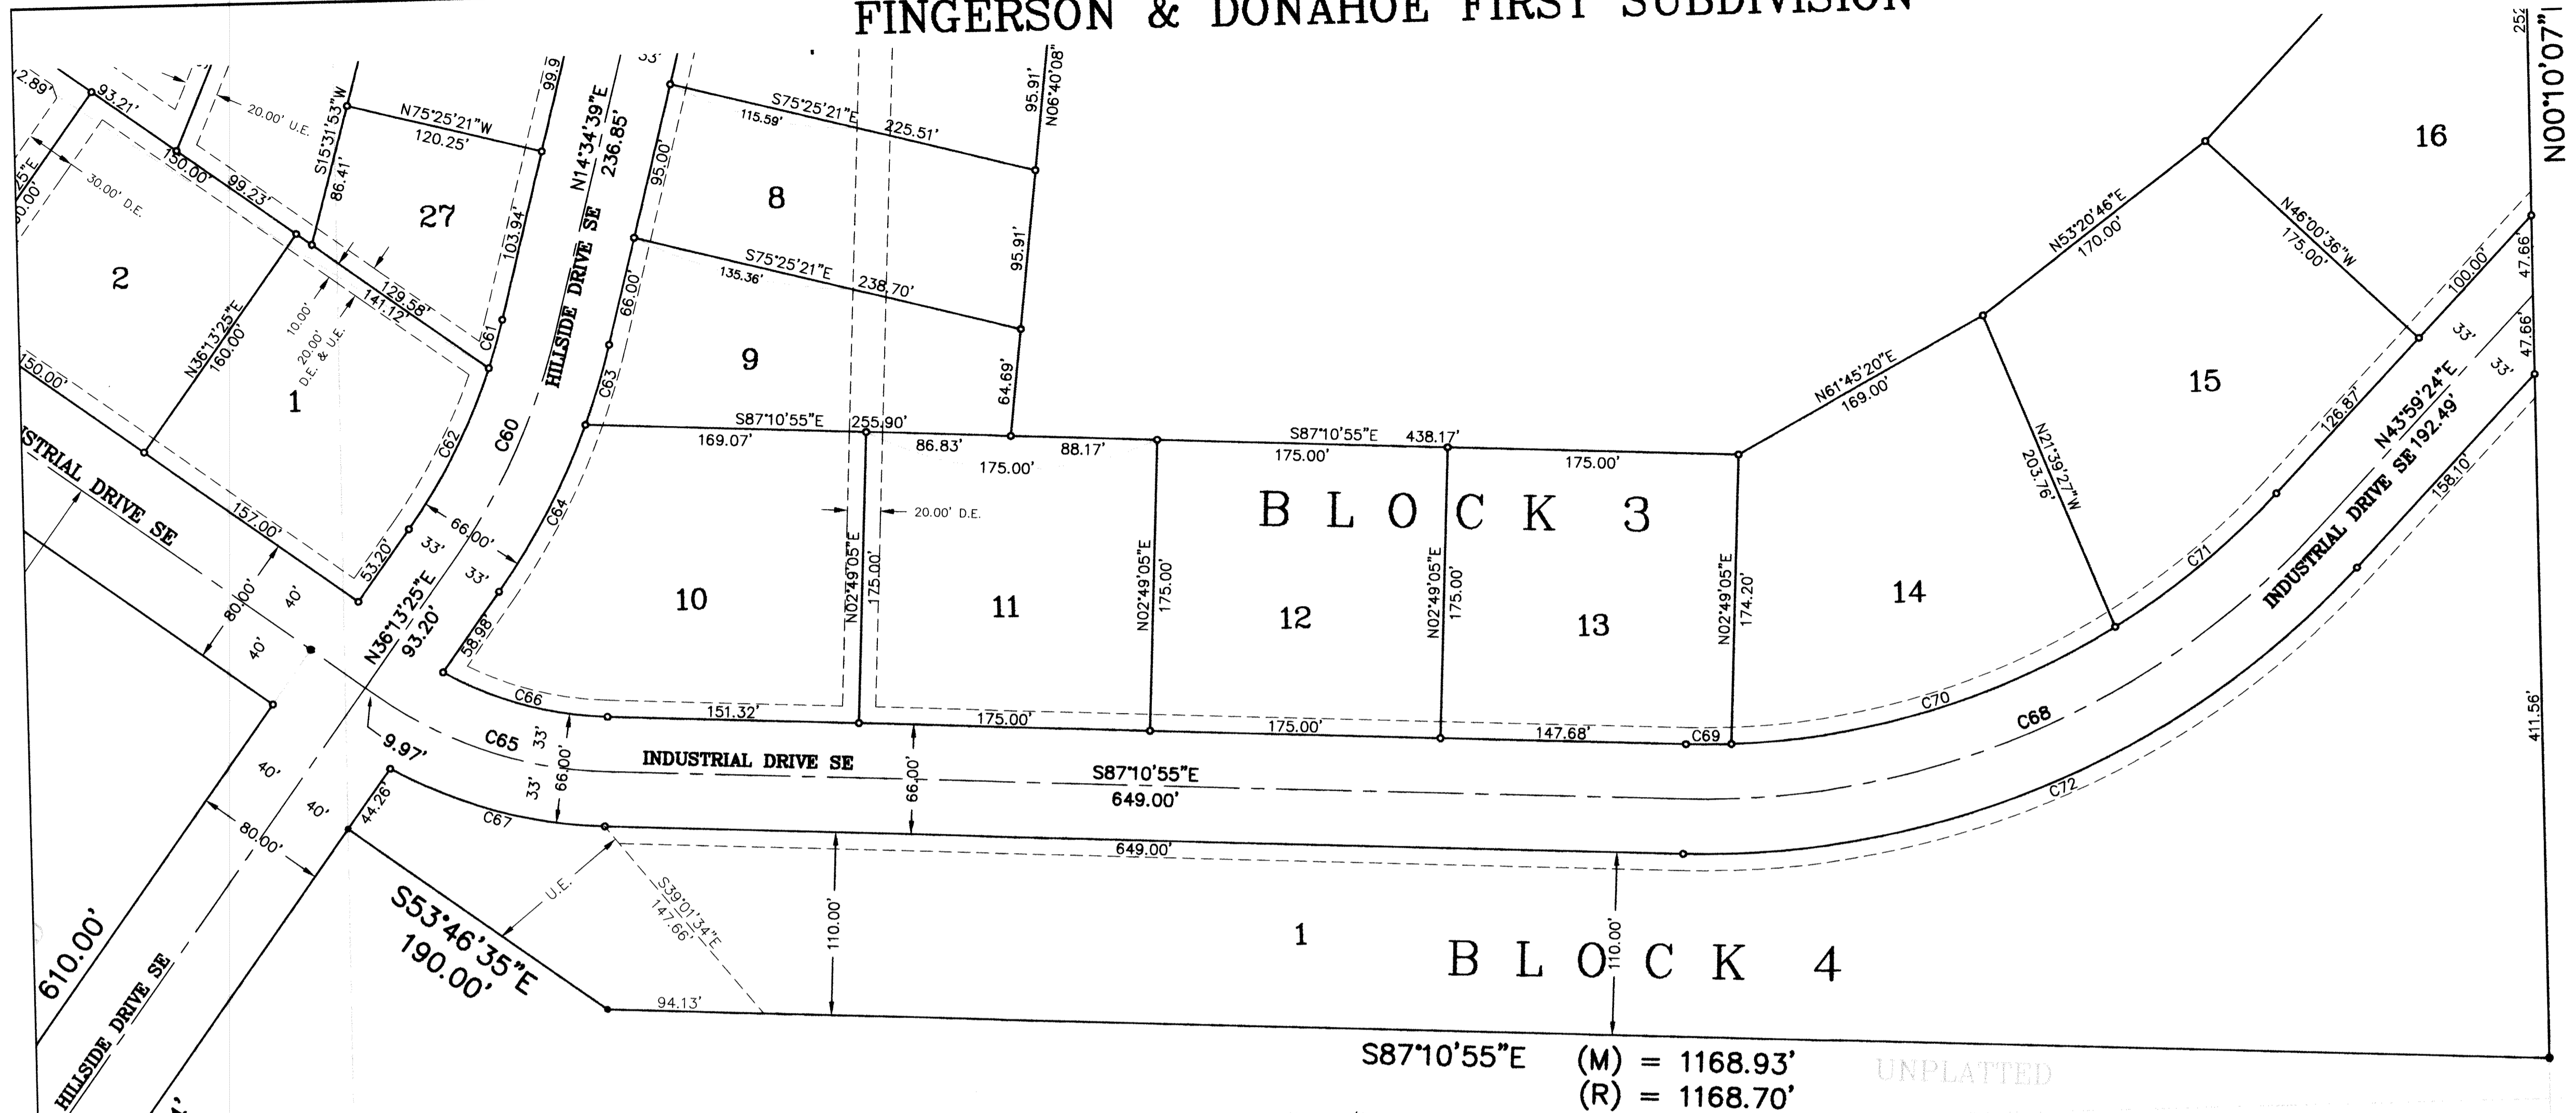 FINGERSON & DONAHOE FIRST SUBDIVISION
N00°10'07"
252
2.89'
93.21'
150.00'
99.23'
20.00' U.E.
30.00' D.E.
25"E
S15°31'53"W
86.41'
N75°25'21"W
120.25'
99.9
27
103.94'
C61
129.58'
141.12'
2
N36°13'25"E
160.00'
10.00'
20.00'
D.E. & U.E.
1
150.00'
157.00'
53.20'
C62
C60
HILLSIDE DRIVE SE
N14°34'39"E
236.85'
33'
95.00'
66.00'
C63
C64
66.00'
33'
33'
58.98'
N36°13'25"E
93.20'
S75°25'21"E
115.59'
225.51'
95.91'
N06°40'08"
8
95.91'
S75°25'21"E
135.36'
238.70'
9
64.69'
S87°10'55"E
255.90'
169.07'
86.83'
88.17'
175.00'
S87°10'55"E
438.17'
175.00'
175.00'
BLOCK 3
20.00' D.E.
10
N02°49'05"E
175.00'
11
N02°49'05"E
175.00'
12
N02°49'05"E
175.00'
13
N02°49'05"E
174.20'
14
N61°45'20"E
169.00'
N21°39'27"W
203.76'
15
N53°20'46"E
170.00'
N46°00'36"W
175.00'
16
100.00'
47.66'
47.66'
33'
33'
126.87'
N43°59'24"E
192.49'
INDUSTRIAL DRIVE SE
158.10'
C71
C70
C68
C72
411.56'
STRIAL DRIVE SE
80.00'
40'
40'
C66
151.32'
175.00'
175.00'
147.68'
C69
9.97'
C65
33'
33'
66.00'
INDUSTRIAL DRIVE SE
66.00'
S87°10'55"E
649.00'
C67
44.26'
40'
40'
80.00'
649.00'
U.E.
S39°01'34"E
147.66'
110.00'
110.00'
1
BLOCK 4
S53°46'35"E
190.00'
94.13'
610.00'
HILLSIDE DRIVE SE
S87°10'55"E (M) = 1168.93'
(R) = 1168.70'
UNPLATTED